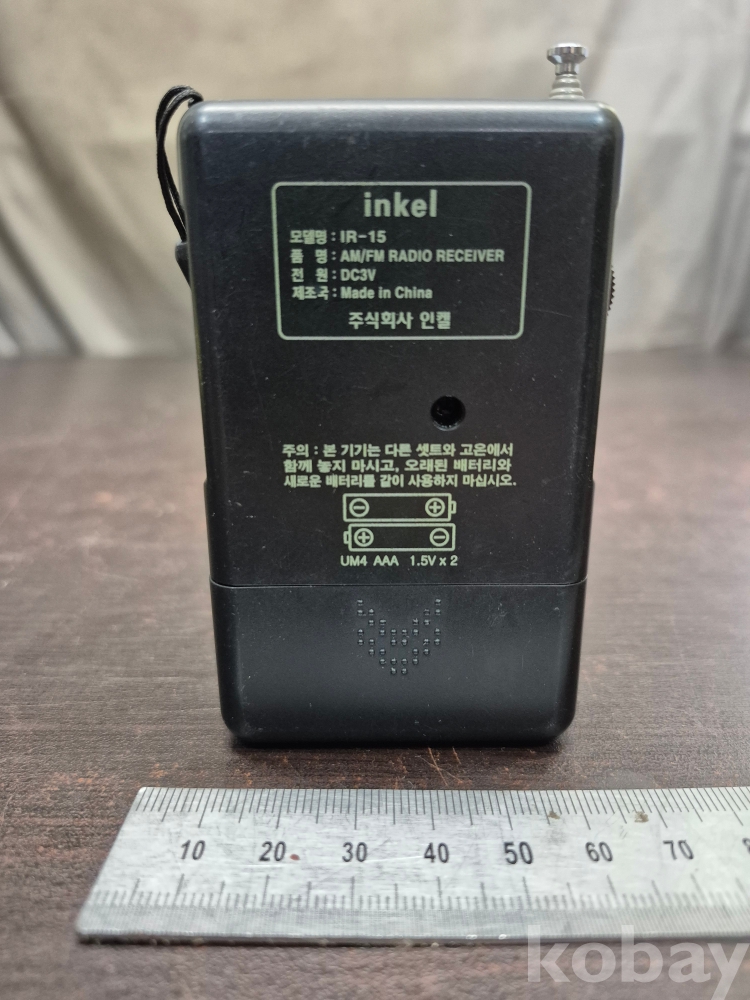 inkel
모델명 : IR-15
품 명 : AM/FM RADIO RECEIVER
전 원 : DC3V
제조국 : Made in China
주식회사 인켈
주의 : 본 기기는 다른 셋트와 고온에서
함께 놓지 마시고, 오래된 배터리와
새로운 배터리를 같이 사용하지 마십시오.
UM4 AAA 1.5V x 2
10 20 30 40 50 60 70
kobay